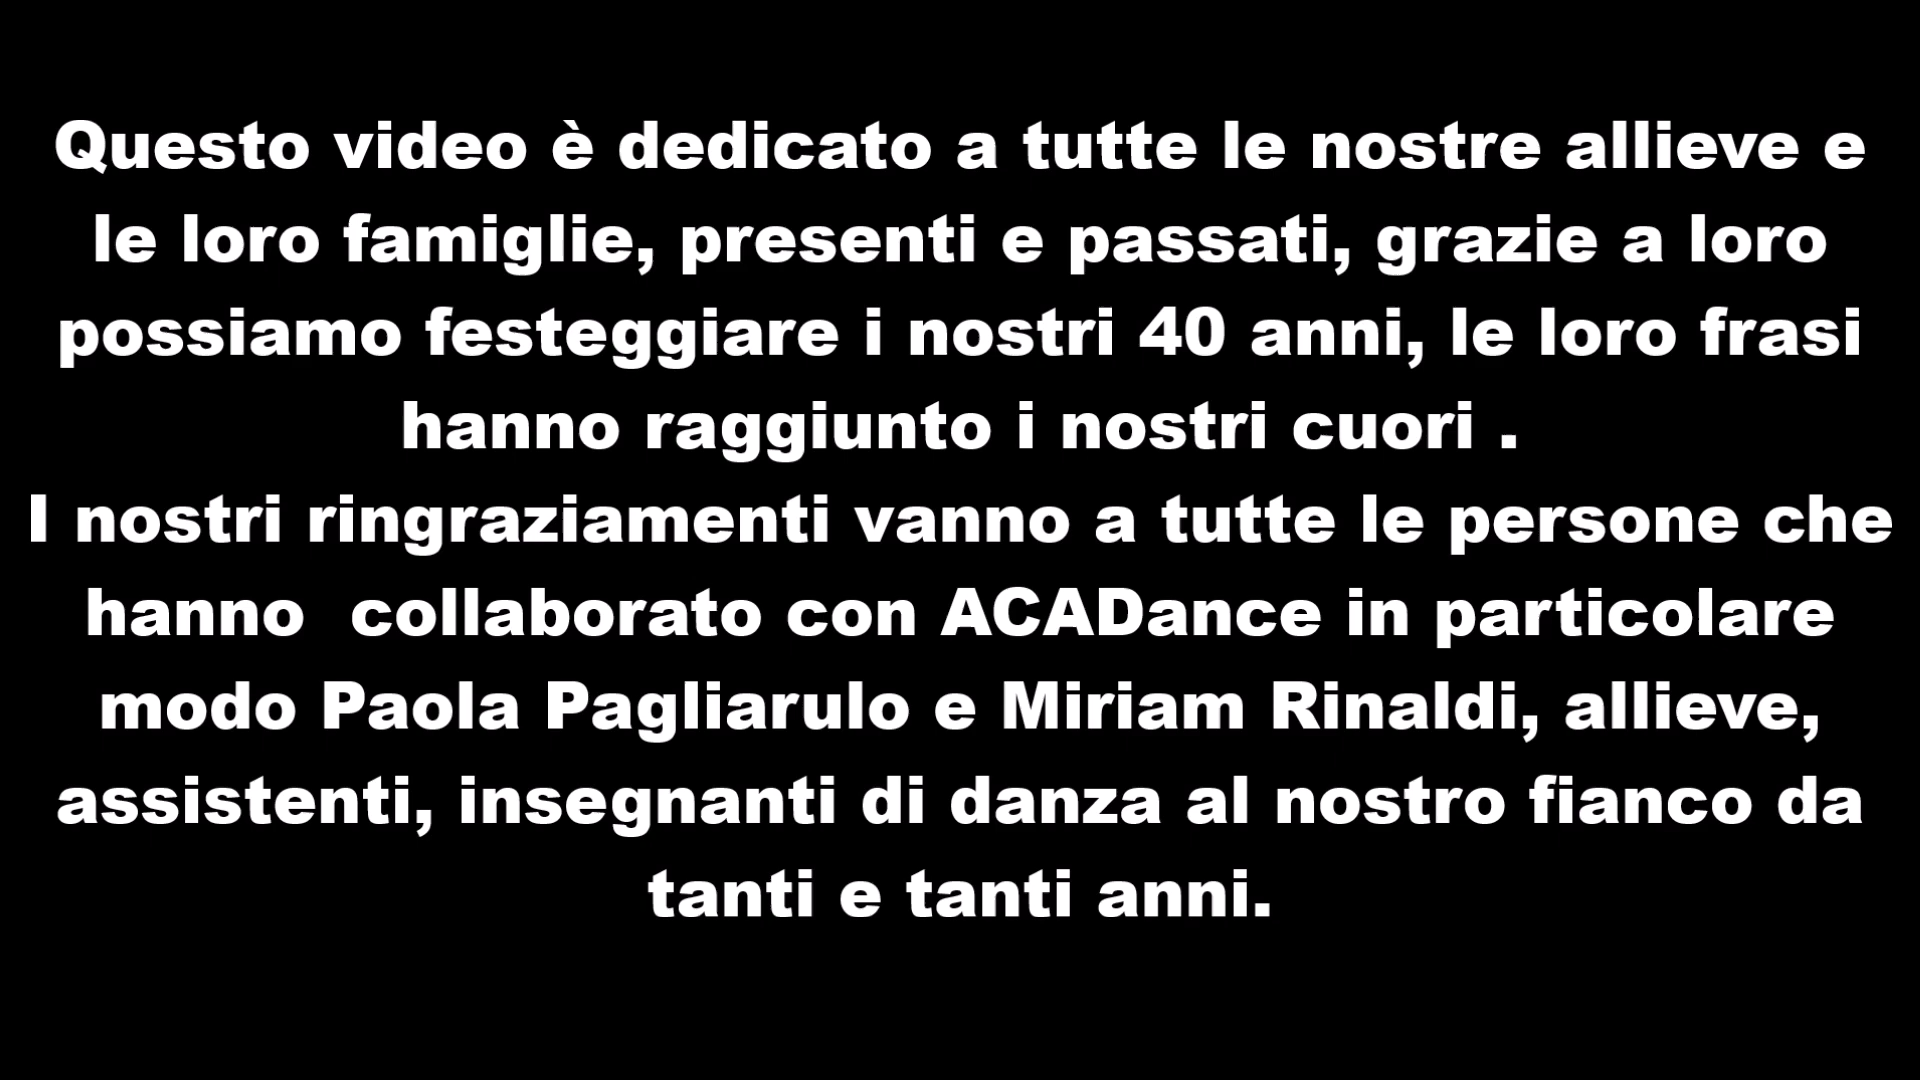 Questo video è dedicato a tutte le nostre allieve e
le loro famiglie, presenti e passati, grazie a loro
possiamo festeggiare i nostri 40 anni, le loro frasi
hanno raggiunto i nostri cuori .
I nostri ringraziamenti vanno a tutte le persone che
hanno  collaborato con ACADance in particolare
modo Paola Pagliarulo e Miriam Rinaldi, allieve,
assistenti, insegnanti di danza al nostro fianco da
tanti e tanti anni.